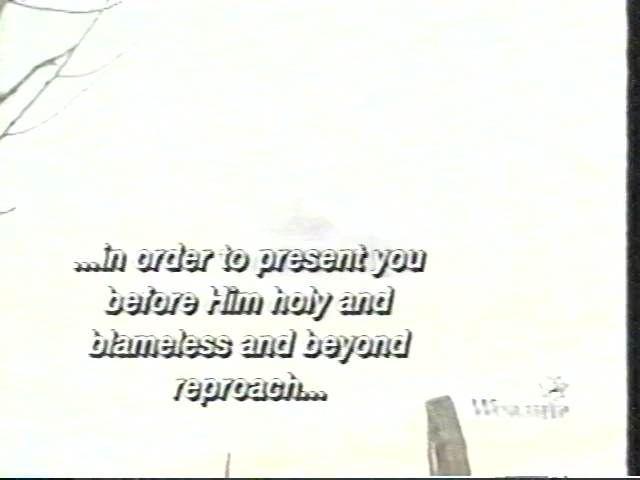 ...in order to present you
before Him holy and
blameless and beyond
reproach...